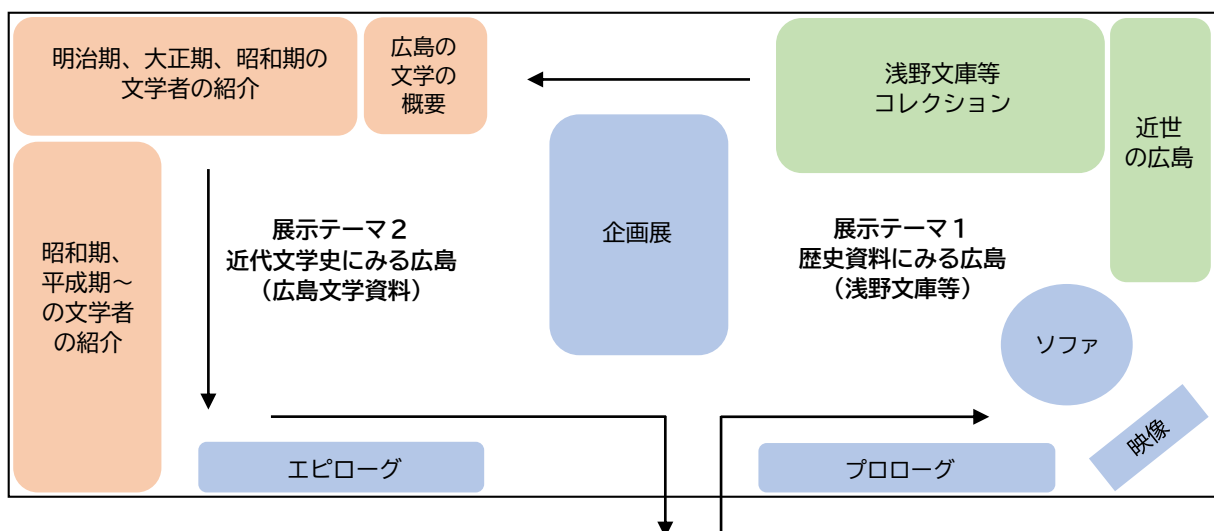 明治期、大正期、昭和期の
文学者の紹介
広島の
文学の
概要
浅野文庫等
コレクション
近世
の広島
昭和期、
平成期～
の文学者
の紹介
展示テーマ２
近代文学史にみる広島
（広島文学資料）
企画展
展示テーマ１
歴史資料にみる広島
（浅野文庫等）
ソファ
映像
エピローグ
プロローグ